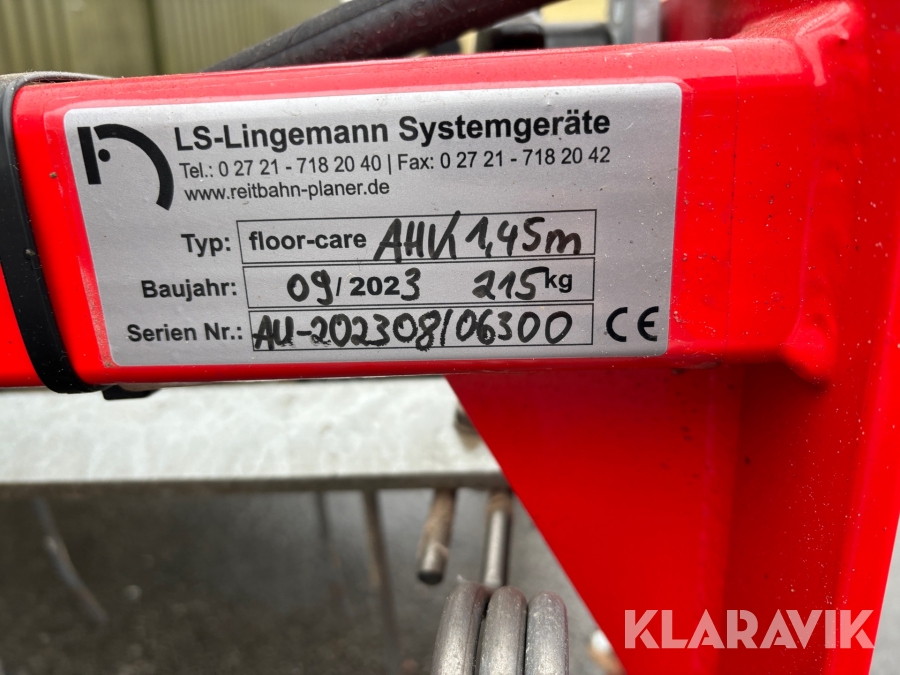 LS-Lingemann Systemgeräte
Tel.: 0 27 21 - 718 20 40 | Fax: 0 27 21 - 718 20 42
www.reitbahn-planer.de
Typ: floor-care AHK 1,45m
Baujahr: 09/2023 215 kg
Serien Nr.: AU-202308/06300 CE
KLARAVIK